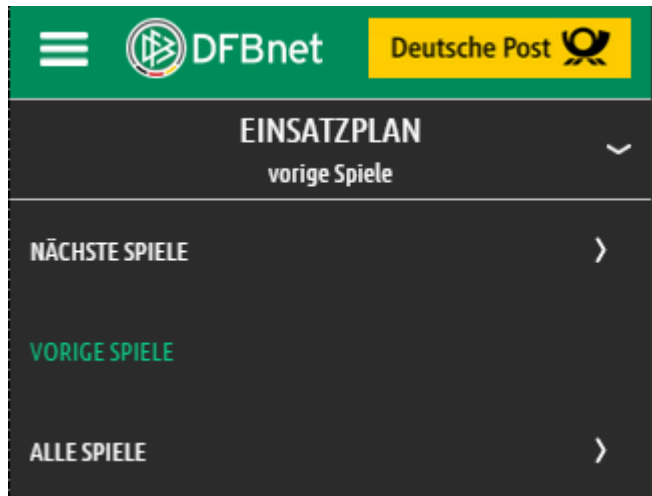 DFBnet
Deutsche Post
EINSATZPLAN
vorige Spiele
NÄCHSTE SPIELE
VORIGE SPIELE
ALLE SPIELE